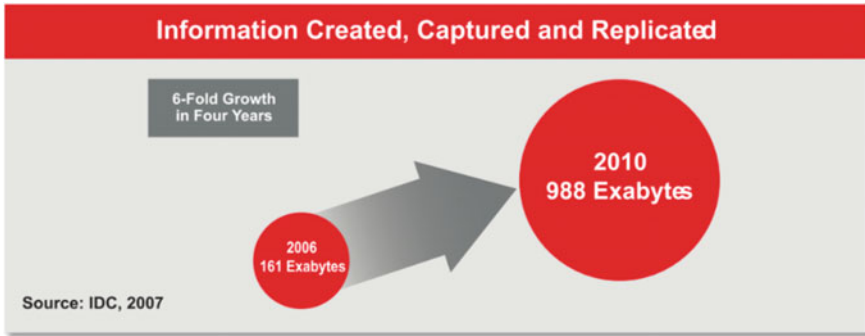 Information Created, Captured and Replicated
6-Fold Growth
in Four Years
2010
988 Exabytes
2006
161 Exabytes
Source: IDC, 2007